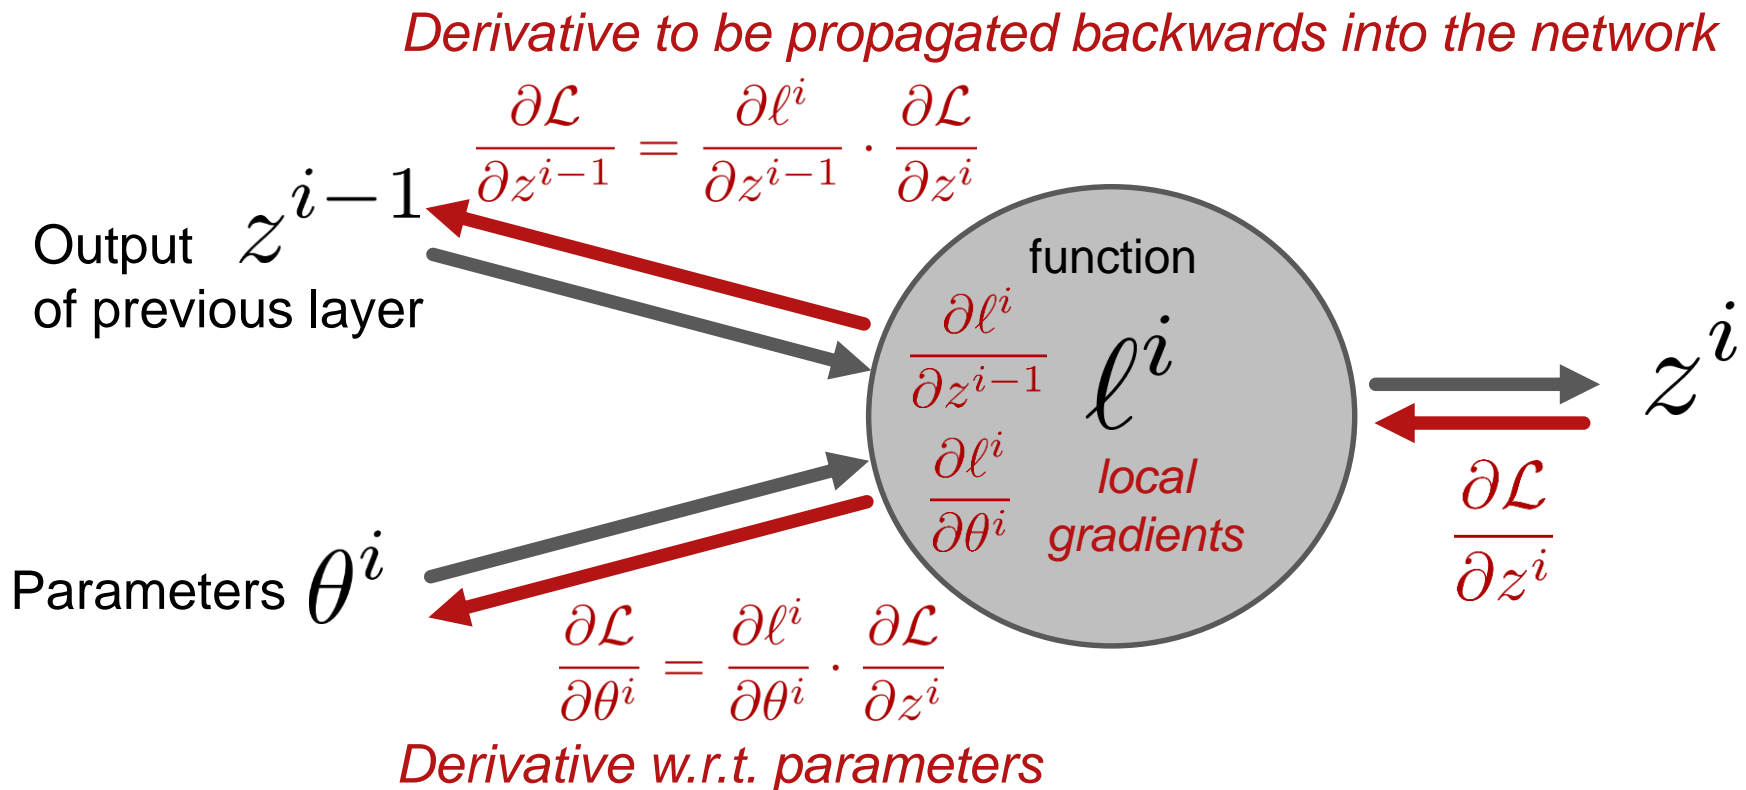 Derivative to be propagated backwards into the network
∂ℒ/∂z^{i−1} = ∂ℓ^i/∂z^{i−1} · ∂ℒ/∂z^i
Output z^{i−1}
of previous layer
function
∂ℓ^i/∂z^{i−1}
ℓ^i
z^i
∂ℓ^i/∂θ^i
local
gradients
∂ℒ/∂z^i
Parameters θ^i
∂ℒ/∂θ^i = ∂ℓ^i/∂θ^i · ∂ℒ/∂z^i
Derivative w.r.t. parameters